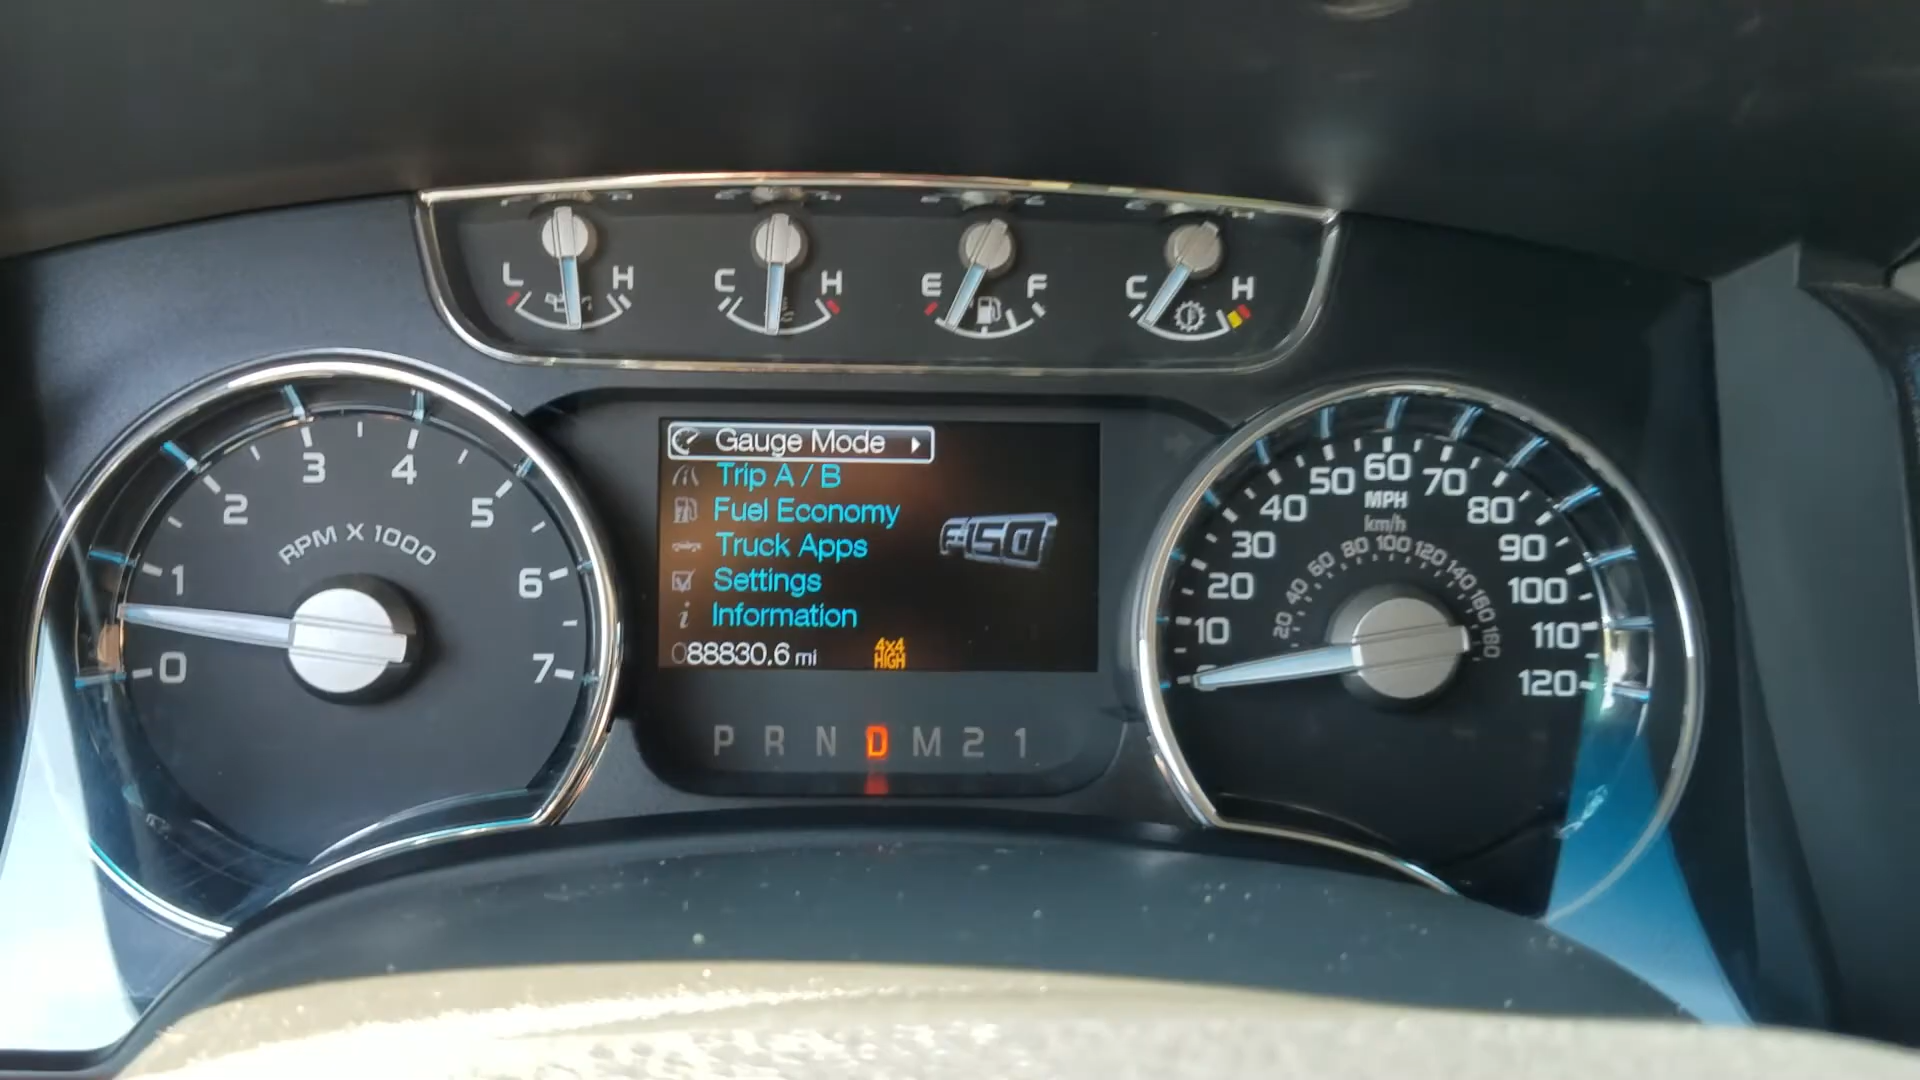 L H C H E F C H
Gauge Mode
Trip A / B
Fuel Economy
Truck Apps
Settings
Information
F150
088830.6 mi
4x4
HIGH
P R N D M 2 1
0 1 2 3 4 5 6 7
RPM X 1000
10 20 30 40 50 60 70 80 90 100 110 120
MPH
km/h
20 40 60 80 100 120 140 160 180